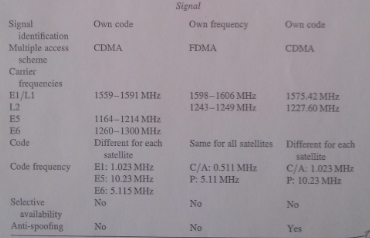 Signal
Signal Own code Own frequency Own code
identification
Multiple access CDMA FDMA CDMA
scheme
Carrier
frequencies
E1/L1 1559–1591 MHz 1598–1606 MHz 1575.42 MHz
L2 1243–1249 MHz 1227.60 MHz
E5 1164–1214 MHz
E6 1260–1300 MHz
Code Different for each Same for all satellites Different for each
satellite satellite
Code frequency E1: 1.023 MHz C/A: 0.511 MHz C/A: 1.023 MHz
E5: 10.23 MHz P: 5.11 MHz P: 10.23 MHz
E6: 5.115 MHz
Selective No No No
availability
Anti-spoofing No No Yes